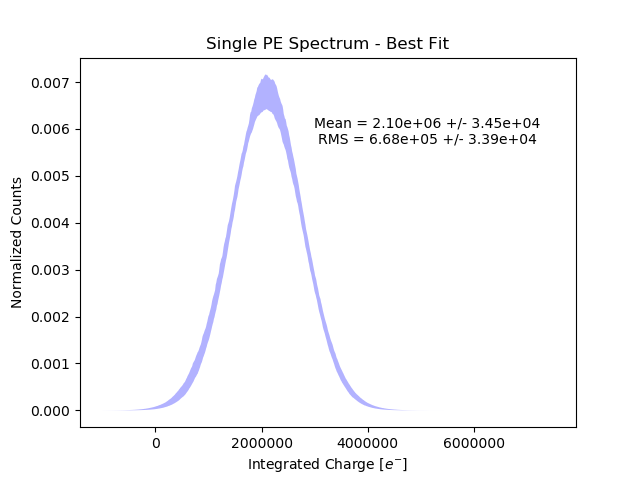 Single PE Spectrum - Best Fit
Mean = 2.10e+06 +/- 3.45e+04
RMS = 6.68e+05 +/- 3.39e+04
Normalized Counts
0.007
0.006
0.005
0.004
0.003
0.002
0.001
0.000
0 2000000 4000000 6000000
Integrated Charge [e⁻]